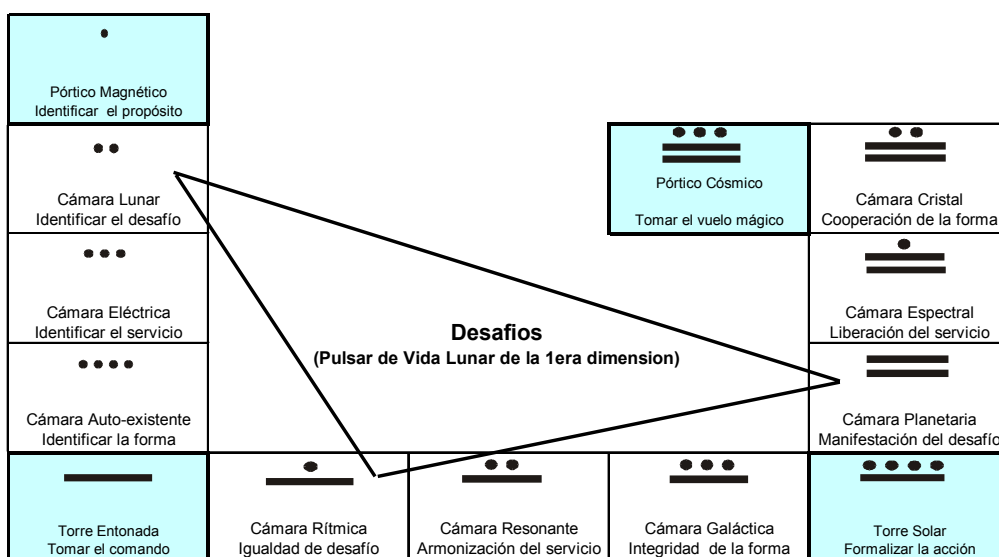 Pórtico Magnético
Identificar el propósito
Cámara Lunar
Identificar el desafío
Pórtico Cósmico
Tomar el vuelo mágico
Cámara Cristal
Cooperación de la forma
Cámara Eléctrica
Identificar el servicio
Cámara Espectral
Liberación del servicio
Desafios
(Pulsar de Vida Lunar de la 1era dimension)
Cámara Auto-existente
Identificar la forma
Cámara Planetaria
Manifestación del desafío
Torre Entonada
Tomar el comando
Cámara Rítmica
Igualdad de desafío
Cámara Resonante
Armonización del servicio
Cámara Galáctica
Integridad de la forma
Torre Solar
Formalizar la acción